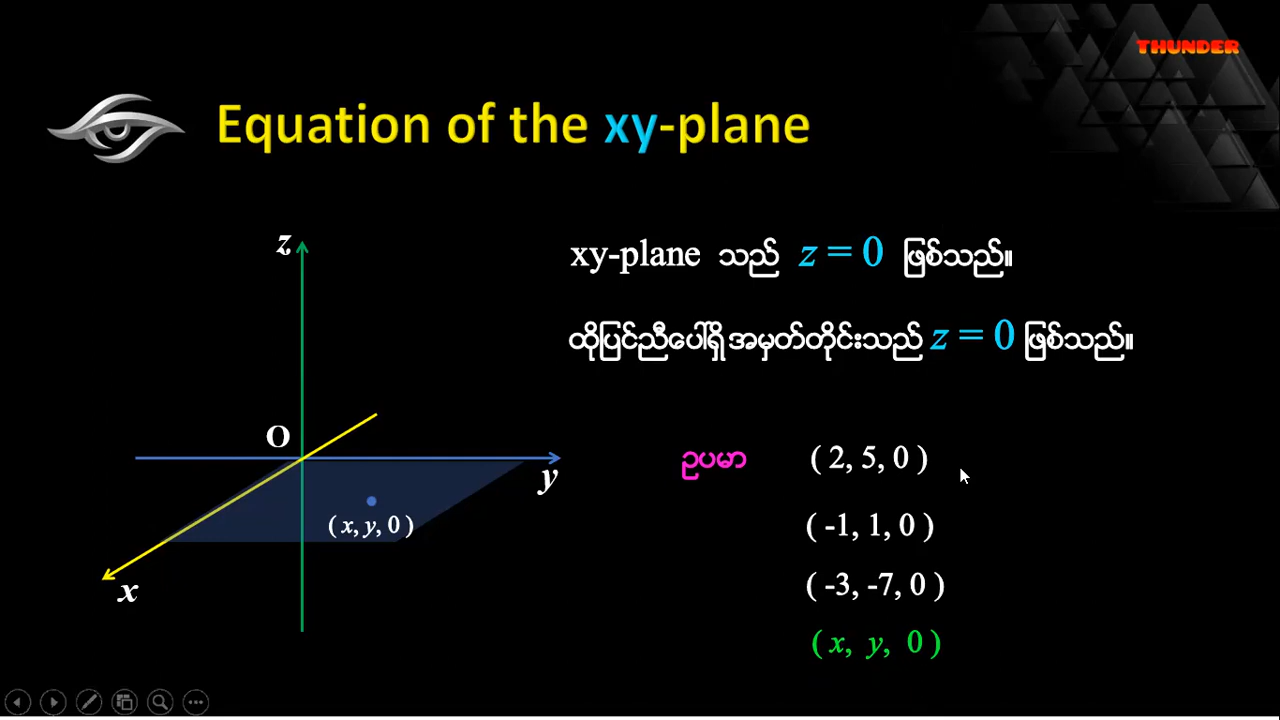 THUNDER
Equation of the xy-plane
xy-plane သည် z = 0 ဖြစ်သည်။
ထိုပြင်ညီပေါ်ရှိ အမှတ်တိုင်းသည် z = 0 ဖြစ်သည်။
ဥပမာ ( 2, 5, 0 )
( -1, 1, 0 )
( -3, -7, 0 )
( x, y, 0 )
z
O
y
( x, y, 0 )
x